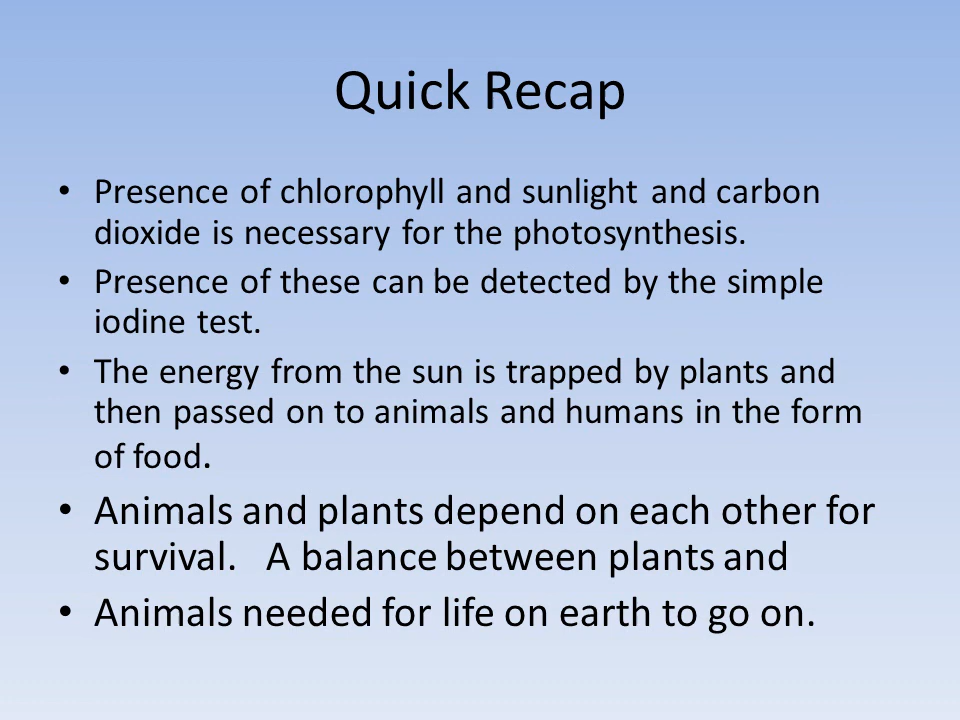 Quick Recap
• Presence of chlorophyll and sunlight and carbon
dioxide is necessary for the photosynthesis.
• Presence of these can be detected by the simple
iodine test.
• The energy from the sun is trapped by plants and
then passed on to animals and humans in the form
of food.
• Animals and plants depend on each other for
survival.   A balance between plants and
• Animals needed for life on earth to go on.